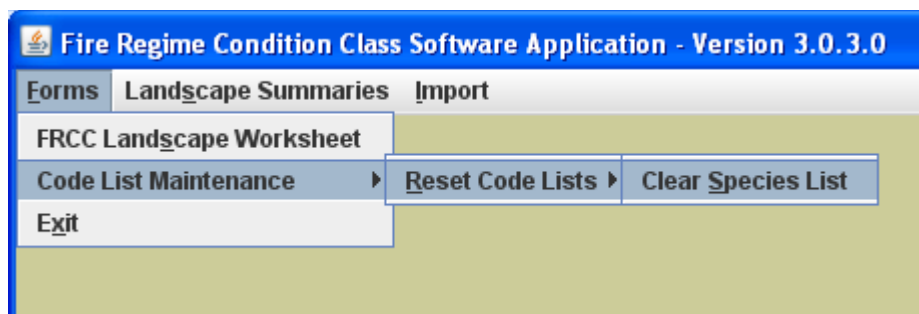 Fire Regime Condition Class Software Application - Version 3.0.3.0
Forms Landscape Summaries Import
FRCC Landscape Worksheet
Code List Maintenance Reset Code Lists Clear Species List
Exit